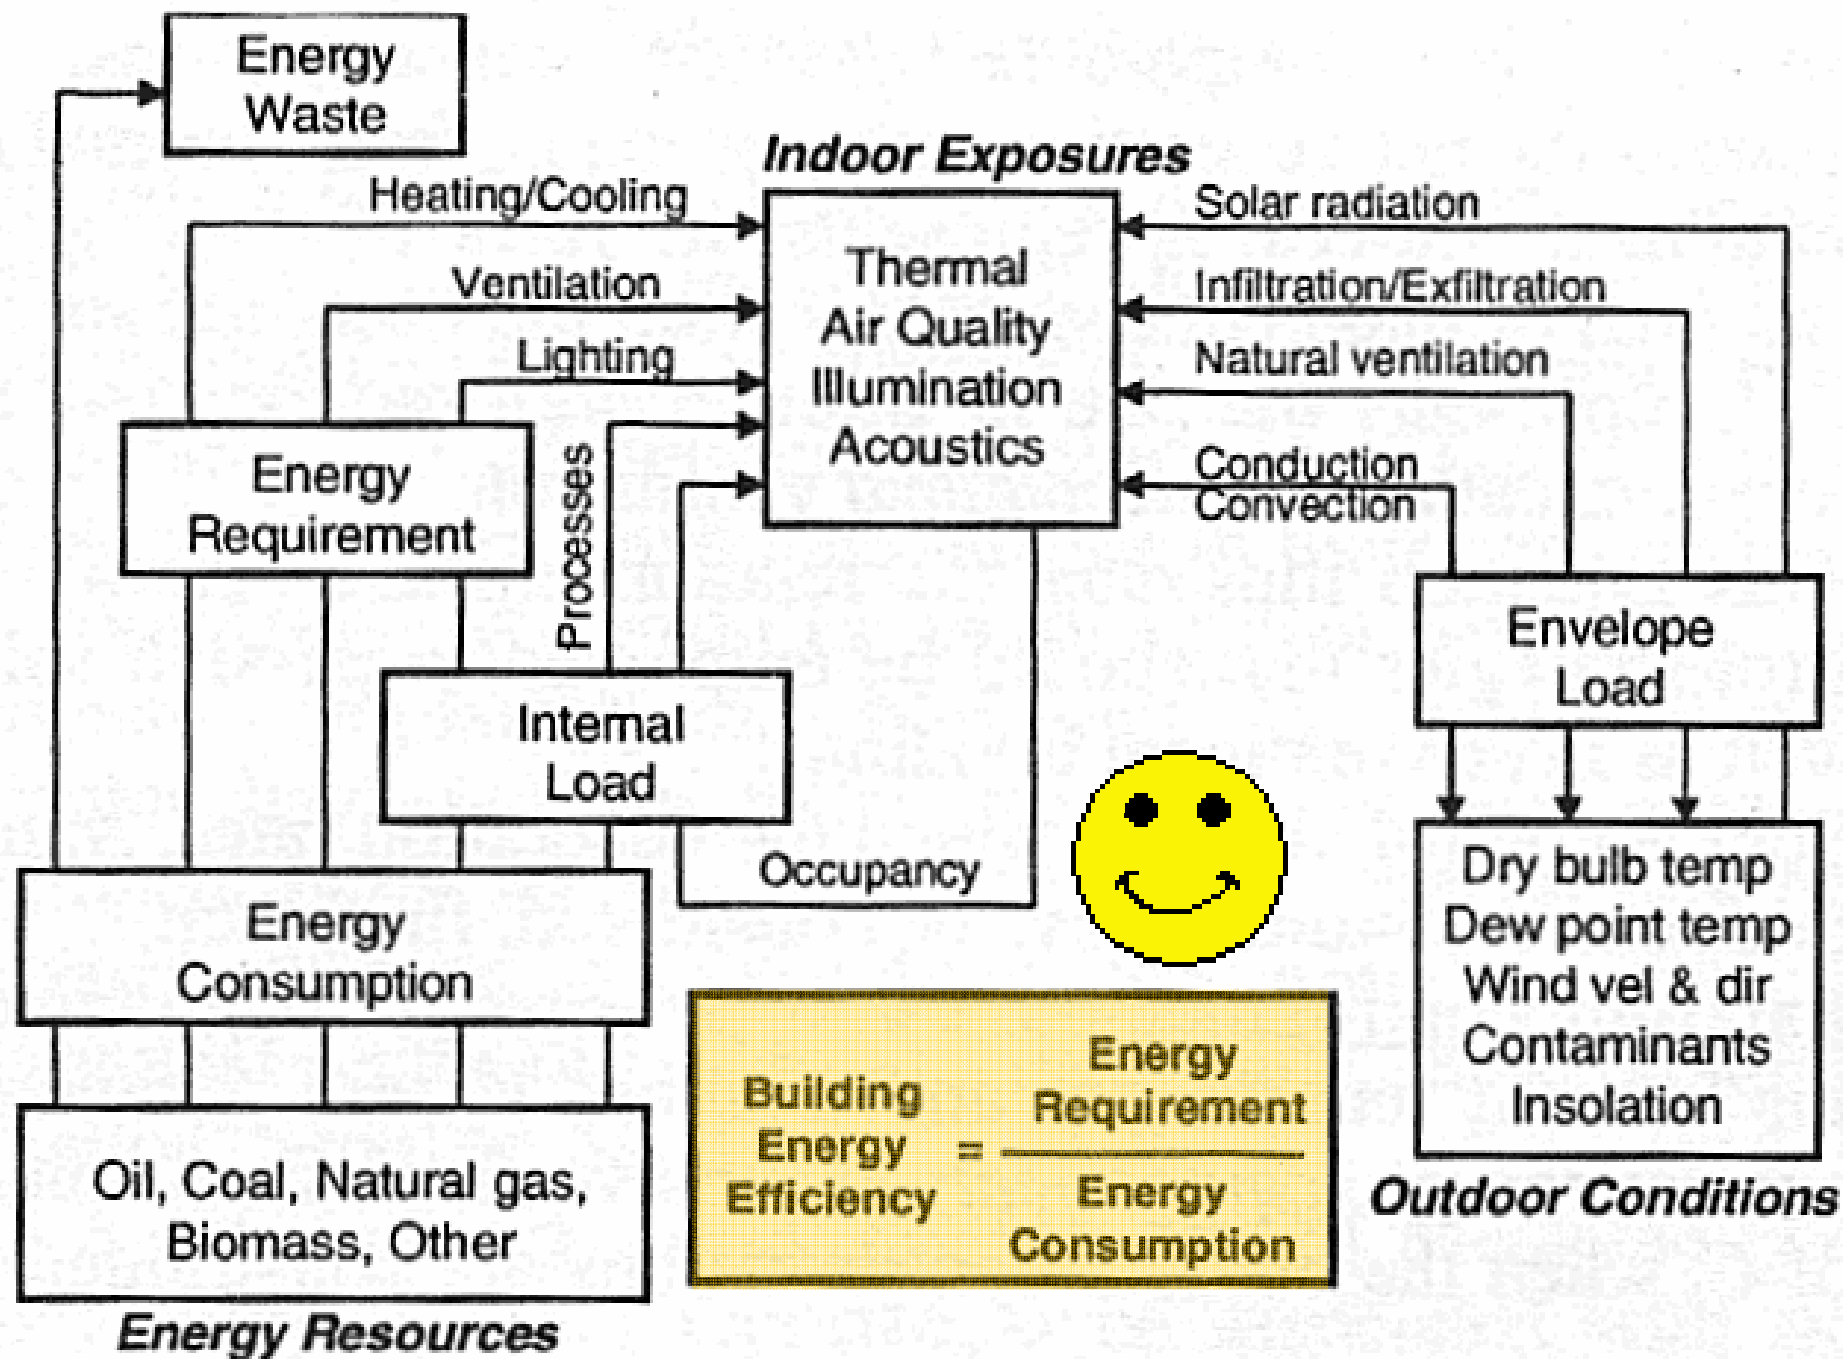 Energy
Waste
Indoor Exposures
Heating/Cooling
Ventilation
Lighting
Processes
Thermal
Air Quality
Illumination
Acoustics
Solar radiation
Infiltration/Exfiltration
Natural ventilation
Conduction
Convection
Energy
Requirement
Internal
Load
Envelope
Load
Occupancy
Energy
Consumption
Dry bulb temp
Dew point temp
Wind vel & dir
Contaminants
Insolation
Outdoor Conditions
Building
Energy
Efficiency
=
Energy
Requirement
Energy
Consumption
Oil, Coal, Natural gas,
Biomass, Other
Energy Resources